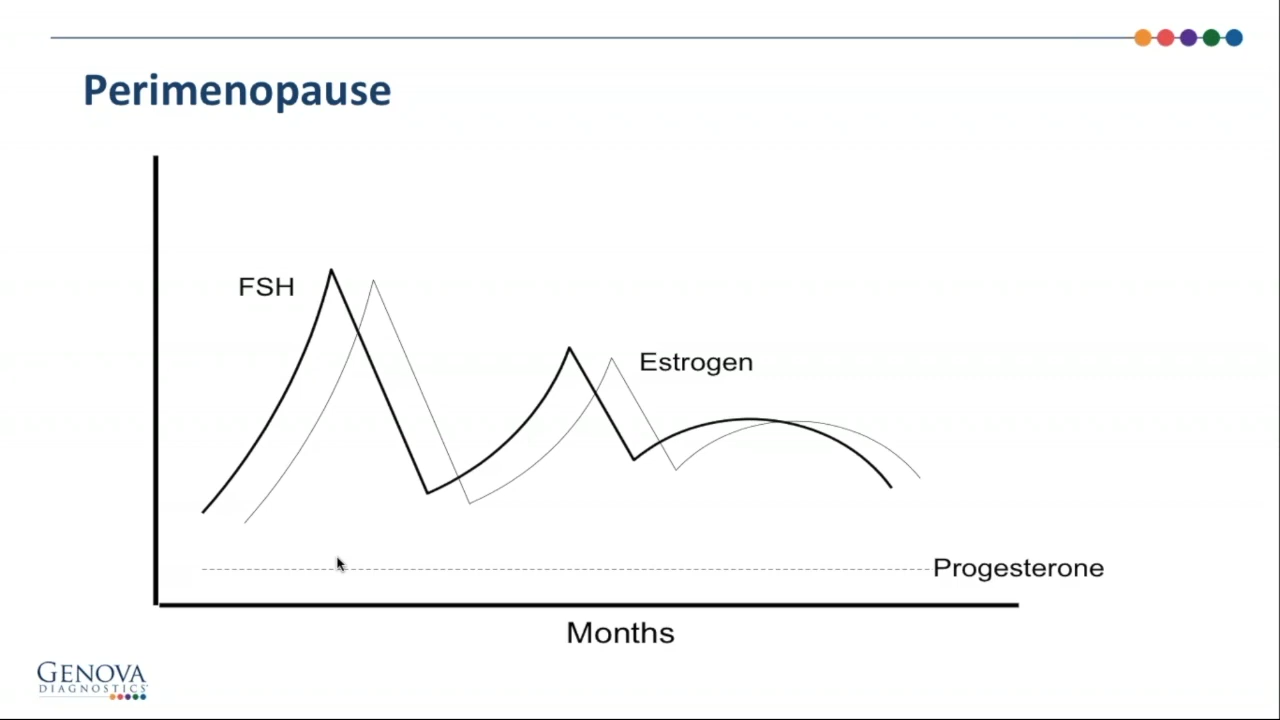 Perimenopause
FSH
Estrogen
Progesterone
Months
GENOVA
DIAGNOSTICS